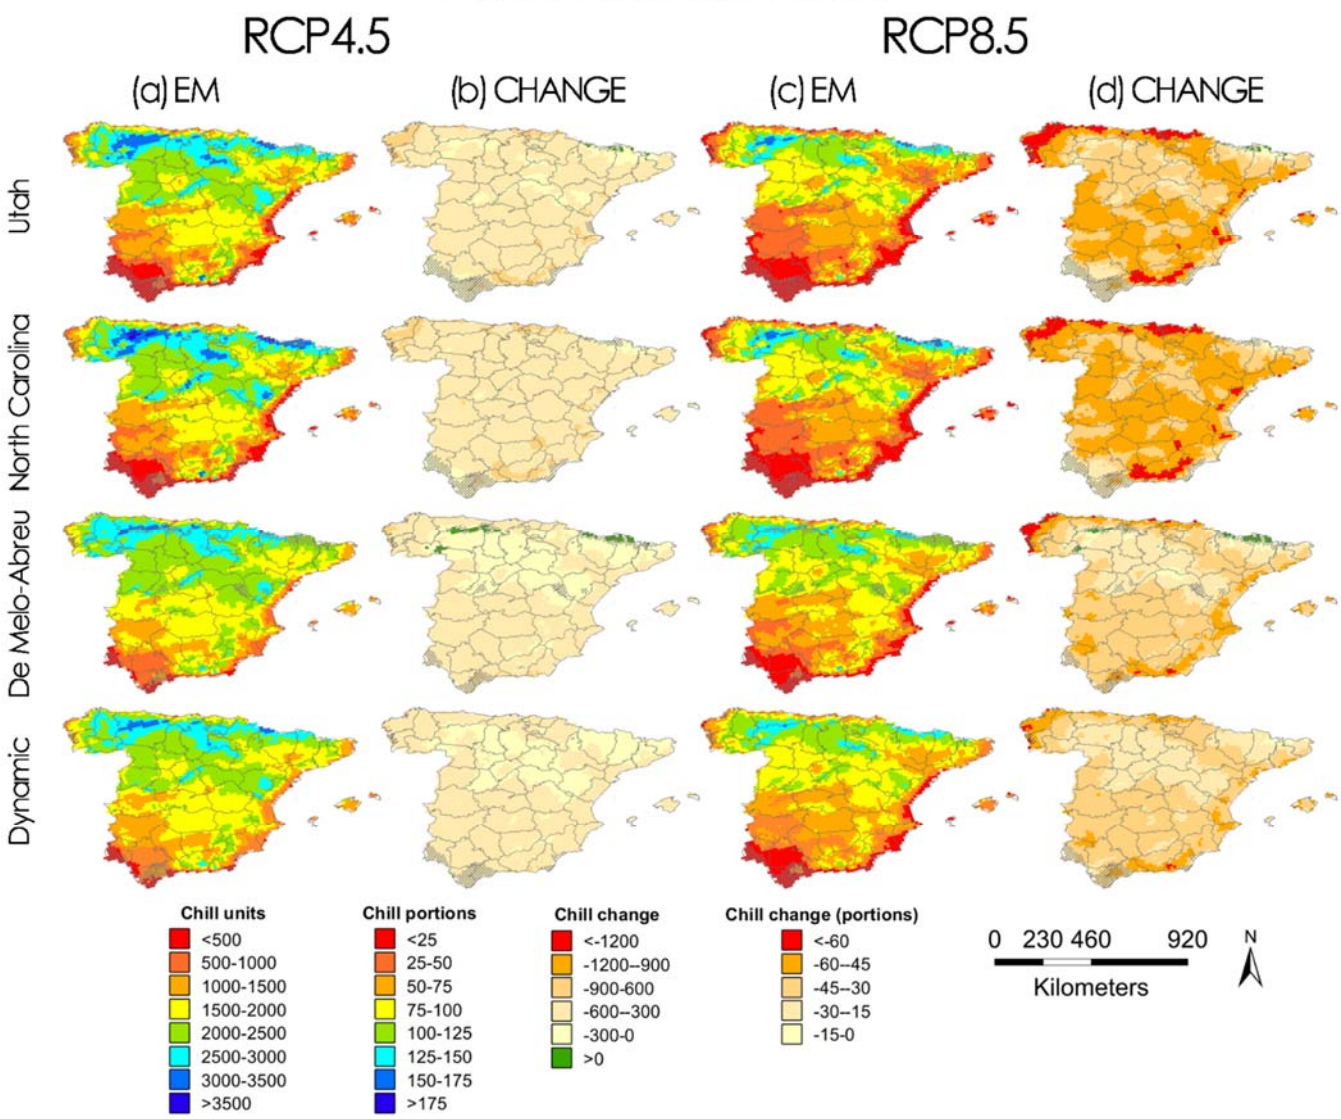 RCP4.5 RCP8.5
(a) EM (b) CHANGE (c) EM (d) CHANGE
Utah
North Carolina
De Melo-Abreu
Dynamic
Chill units
<500
500-1000
1000-1500
1500-2000
2000-2500
2500-3000
3000-3500
>3500
Chill portions
<25
25-50
50-75
75-100
100-125
125-150
150-175
>175
Chill change
<-1200
-1200--900
-900-600
-600--300
-300-0
>0
Chill change (portions)
<-60
-60--45
-45--30
-30--15
-15-0
0 230 460 920
Kilometers
N